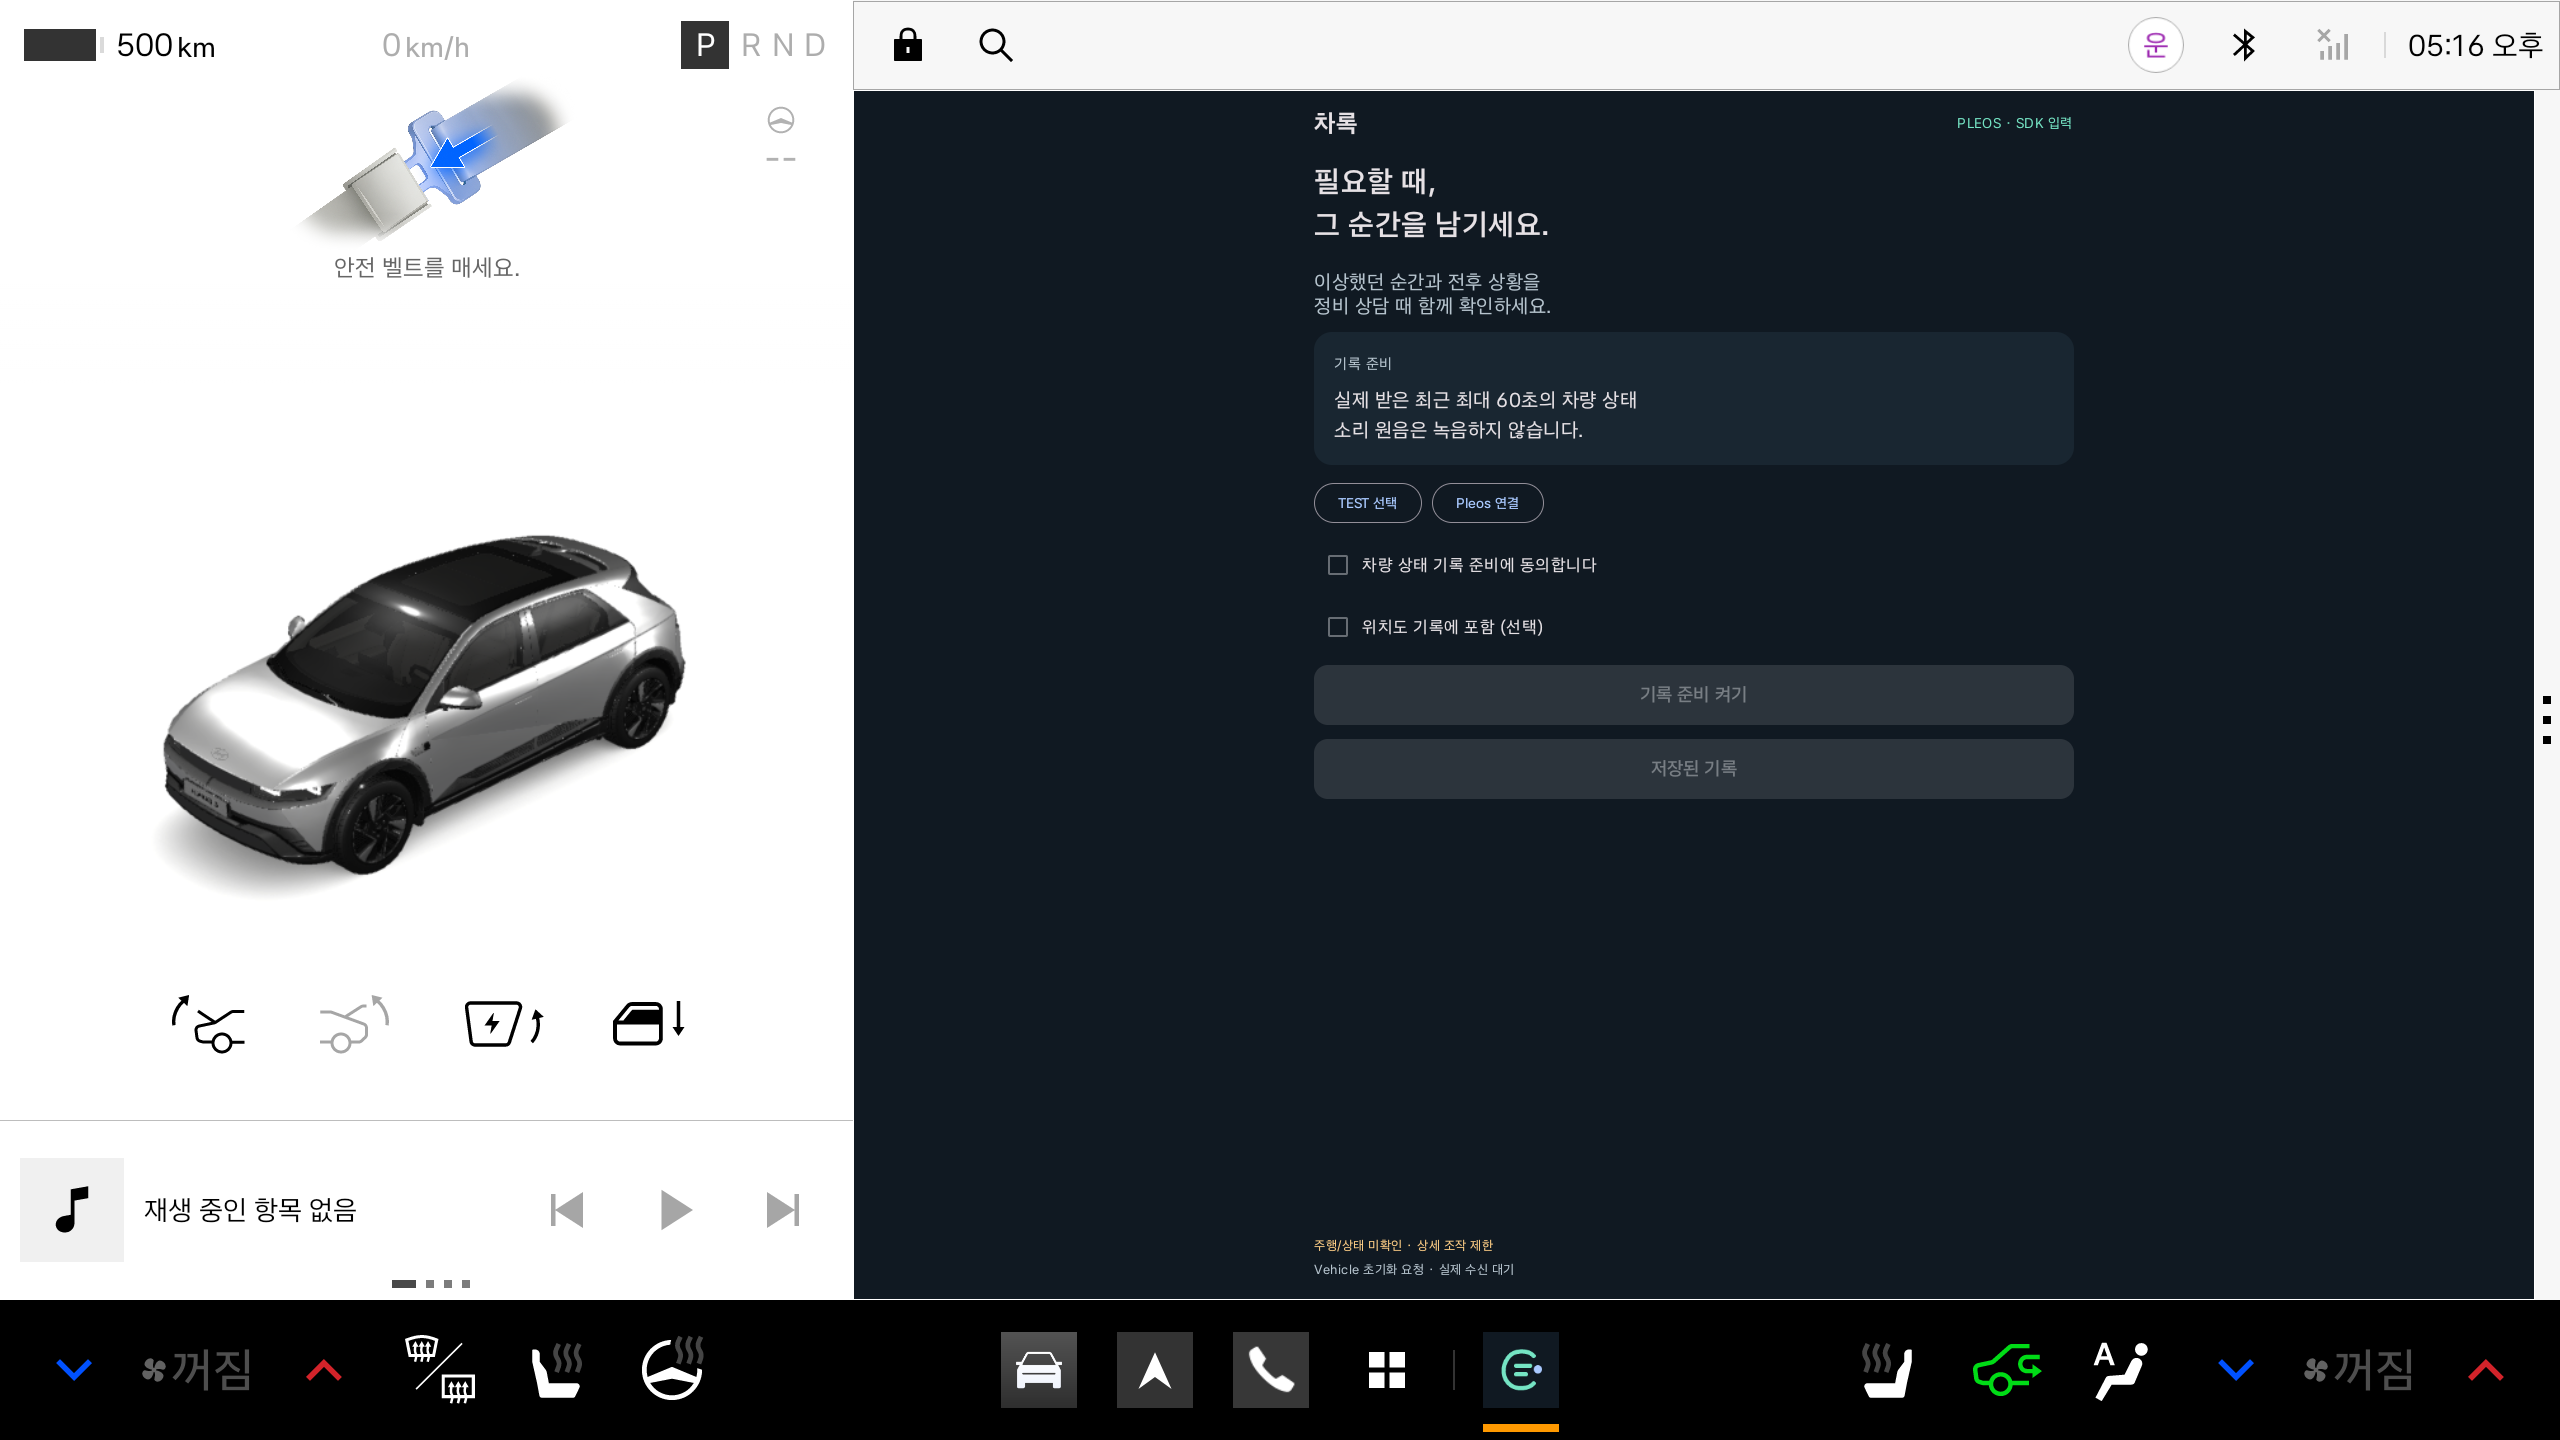 500 km
0 km/h
P R N D
안전 벨트를 매세요.
재생 중인 항목 없음
운
05:16 오후
차록
PLEOS · SDK 입력
필요할 때,
그 순간을 남기세요.
이상했던 순간과 전후 상황을
정비 상담 때 함께 확인하세요.
기록 준비
실제 받은 최근 최대 60초의 차량 상태
소리 원음은 녹음하지 않습니다.
TEST 선택
Pleos 연결
차량 상태 기록 준비에 동의합니다
위치도 기록에 포함 (선택)
기록 준비 켜기
저장된 기록
주행/상태 미확인 · 상세 조작 제한
Vehicle 초기화 요청 · 실제 수신 대기
꺼짐
A
꺼짐